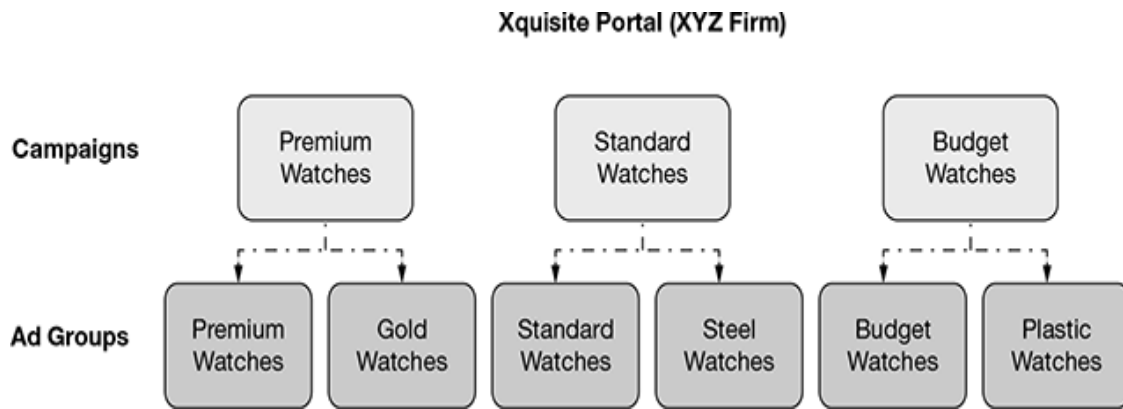 Xquisite Portal (XYZ Firm)
Campaigns
Premium
Watches
Standard
Watches
Budget
Watches
Ad Groups
Premium
Watches
Gold
Watches
Standard
Watches
Steel
Watches
Budget
Watches
Plastic
Watches